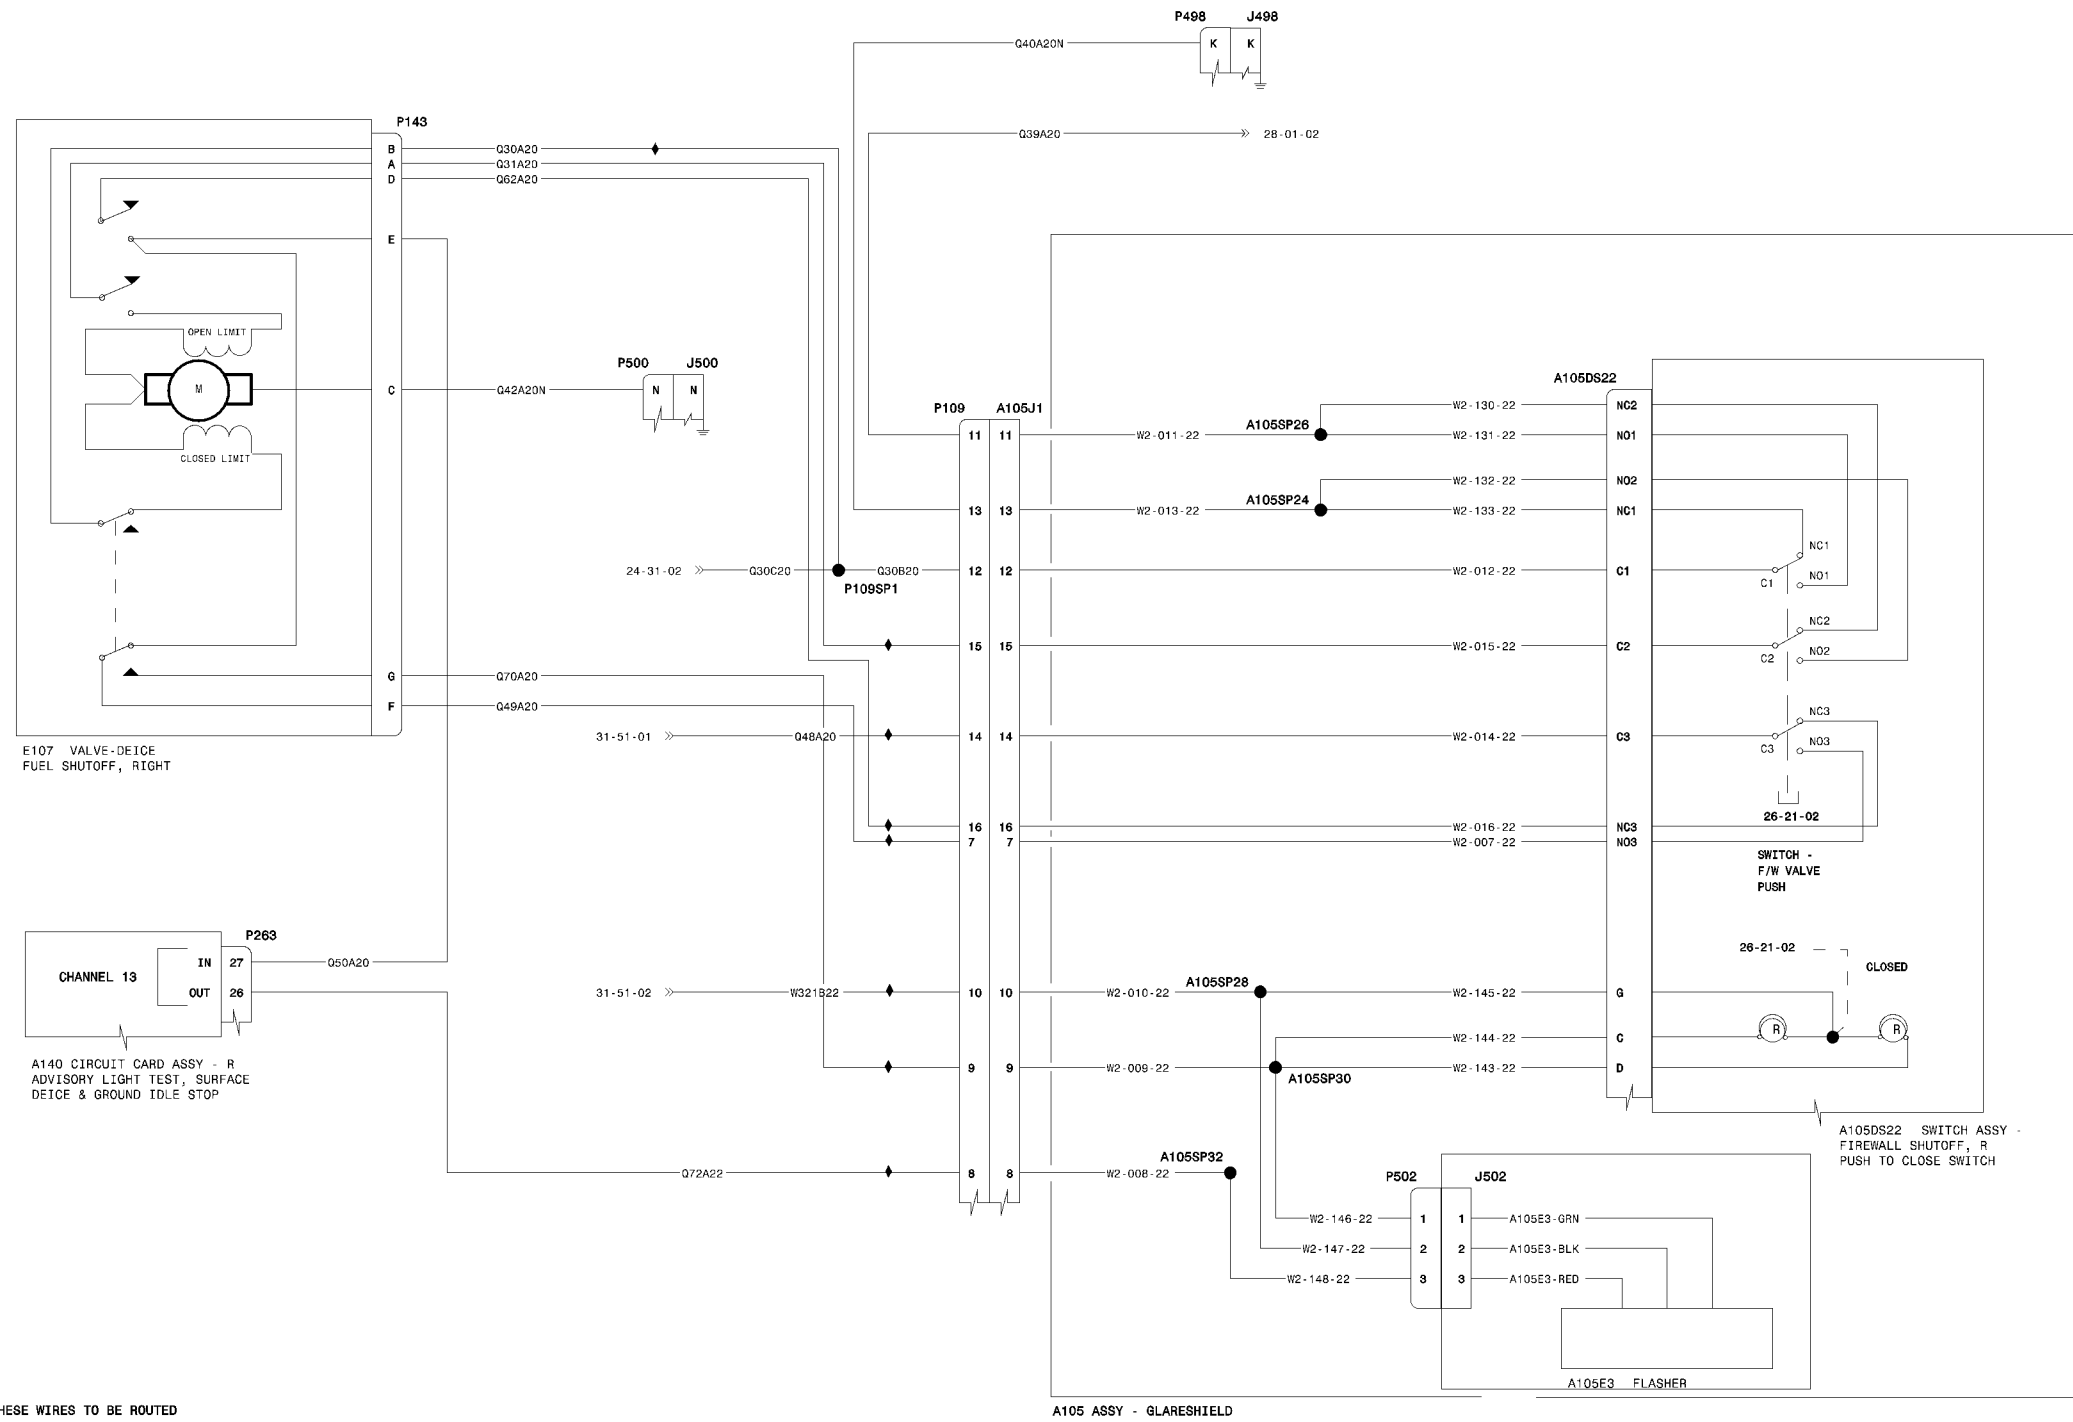 P498 J498
Q40A20N K K
P143
Q39A20 28-01-02
B Q30A20
A Q31A20
D Q62A20
E
OPEN LIMIT
P500 J500
M C Q42A20N N N
CLOSED LIMIT
A105DS22
P109 A105J1
W2-130-22 NC2
A105SP26
11 11 W2-011-22 W2-131-22 NO1
W2-132-22 NO2
A105SP24
13 13 W2-013-22 W2-133-22 NC1
NC1
24-31-02 Q30C20 Q30B20 12 12 W2-012-22 C1
C1 NO1
P109SP1
NC2
15 15 W2-015-22 C2
C2 NO2
G Q70A20
F Q49A20
NC3
31-51-01 Q48A20 14 14 W2-014-22 C3
C3 NO3
E107 VALVE-DEICE
FUEL SHUTOFF, RIGHT
26-21-02
16 16 W2-016-22 NC3
7 7 W2-007-22 NO3
SWITCH -
F/W VALVE
PUSH
P263
26-21-02
CLOSED
IN 27 Q50A20
CHANNEL 13
OUT 26
31-51-02 W321B22 10 10 W2-010-22 A105SP28 W2-145-22 G
R R
W2-144-22 C
A140 CIRCUIT CARD ASSY - R
ADVISORY LIGHT TEST, SURFACE
DEICE & GROUND IDLE STOP
9 9 W2-009-22 W2-143-22 D
A105SP30
A105DS22 SWITCH ASSY -
FIREWALL SHUTOFF, R
PUSH TO CLOSE SWITCH
A105SP32
Q72A22 8 8 W2-008-22
P502 J502
W2-146-22 1 1 A105E3-GRN
W2-147-22 2 2 A105E3-BLK
W2-148-22 3 3 A105E3-RED
A105E3 FLASHER
HESE WIRES TO BE ROUTED
A105 ASSY - GLARESHIELD